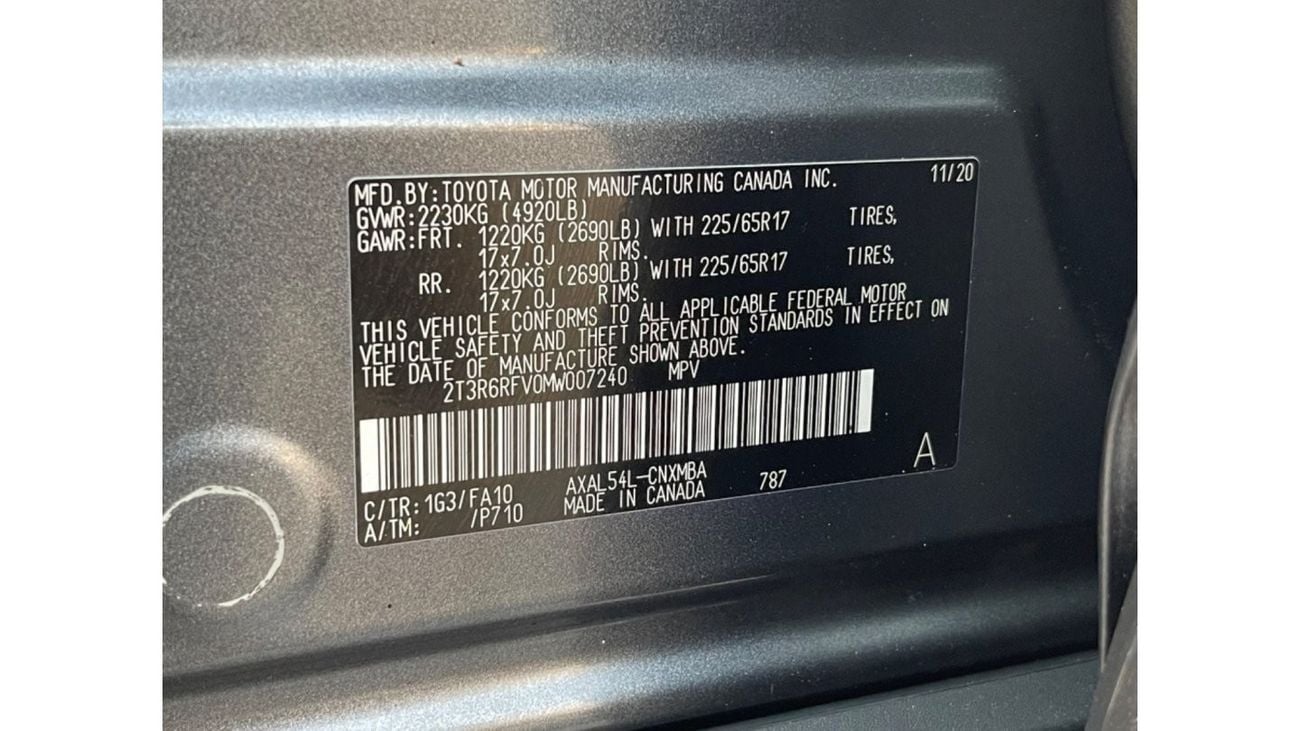 MFD.BY:TOYOTA MOTOR MANUFACTURING CANADA INC. 11/20
GVWR:2230KG (4920LB)
GAWR:FRT. 1220KG (2690LB) WITH 225/65R17 TIRES,
17x7.0J RIMS.
RR. 1220KG (2690LB) WITH 225/65R17 TIRES,
17x7.0J RIMS.
THIS VEHICLE CONFORMS TO ALL APPLICABLE FEDERAL MOTOR
VEHICLE SAFETY AND THEFT PREVENTION STANDARDS IN EFFECT ON
THE DATE OF MANUFACTURE SHOWN ABOVE.
2T3R6RFV0MW007240 MPV
A
C/TR:1G3/FA10 AXAL54L-CNXMBA 787
A/TM: /P710 MADE IN CANADA